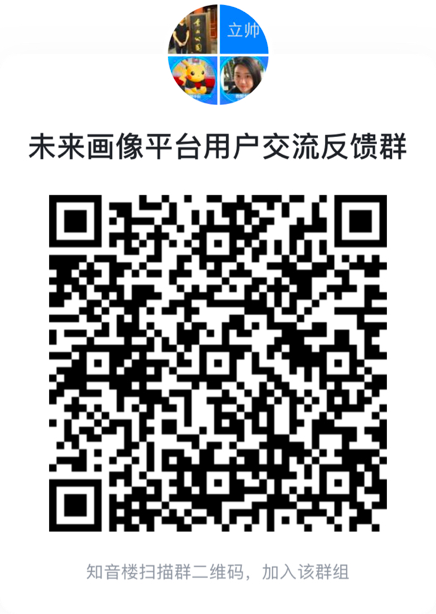 立帅
未来画像平台用户交流反馈群
知音楼扫描群二维码，加入该群组